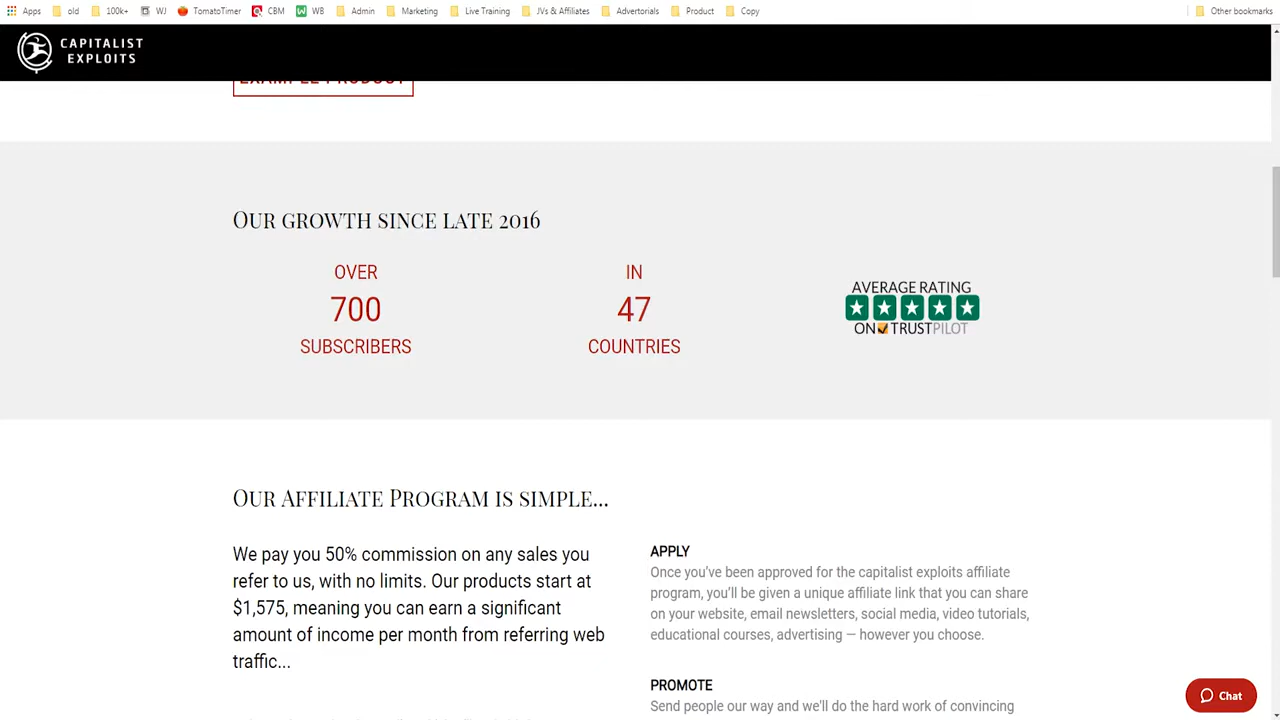 Apps old 100k+ WJ TomatoTimer CBM WB Admin Marketing Live Training JVs & Affiliates Advertorials Product Copy Other bookmarks
CAPITALIST
EXPLOITS
EXAMPLE PRODUCT
Our growth since late 2016
OVER
700
SUBSCRIBERS
IN
47
COUNTRIES
AVERAGE RATING
ON TRUSTPILOT
Our Affiliate Program is simple...
We pay you 50% commission on any sales you
refer to us, with no limits. Our products start at
$1,575, meaning you can earn a significant
amount of income per month from referring web
traffic...
APPLY
Once you've been approved for the capitalist exploits affiliate
program, you'll be given a unique affiliate link that you can share
on your website, email newsletters, social media, video tutorials,
educational courses, advertising — however you choose.
PROMOTE
Send people our way and we'll do the hard work of convincing
Chat